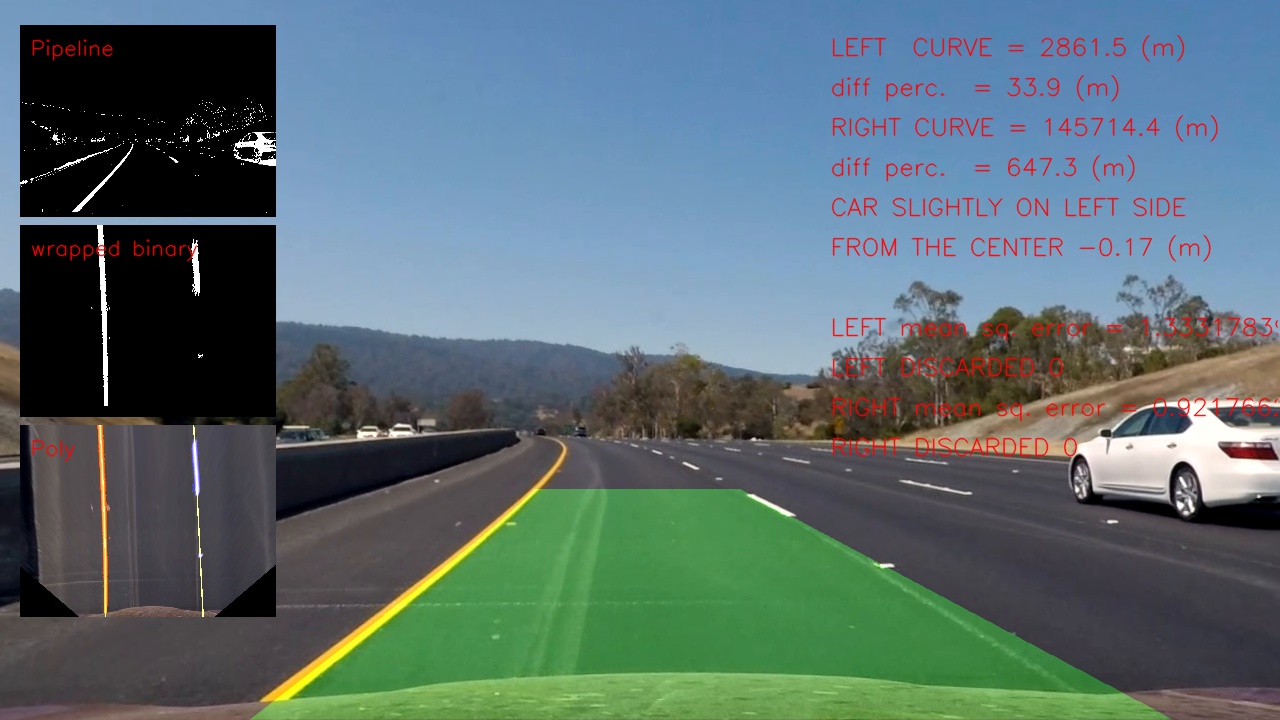 Pipeline
wrapped binary
Poly
LEFT CURVE = 2861.5 (m)
diff perc. = 33.9 (m)
RIGHT CURVE = 145714.4 (m)
diff perc. = 647.3 (m)
CAR SLIGHTLY ON LEFT SIDE
FROM THE CENTER -0.17 (m)
LEFT mean sq. error = 1.3331783
LEFT DISCARDED 0
RIGHT mean sq. error = 0.921766
RIGHT DISCARDED 0